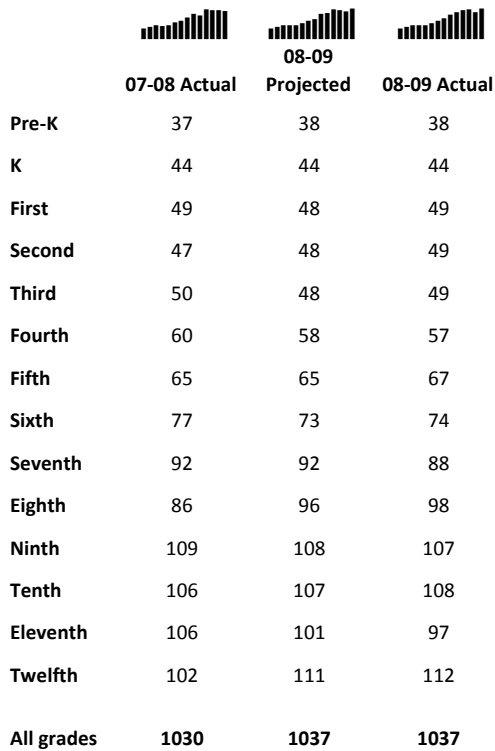 08-09
07-08 Actual Projected 08-09 Actual
Pre-K 37 38 38
K 44 44 44
First 49 48 49
Second 47 48 49
Third 50 48 49
Fourth 60 58 57
Fifth 65 65 67
Sixth 77 73 74
Seventh 92 92 88
Eighth 86 96 98
Ninth 109 108 107
Tenth 106 107 108
Eleventh 106 101 97
Twelfth 102 111 112
All grades 1030 1037 1037